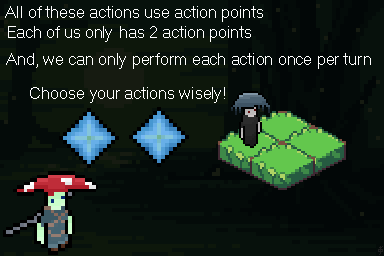 All of these actions use action points
Each of us only has 2 action points
And, we can only perform each action once per turn
Choose your actions wisely!